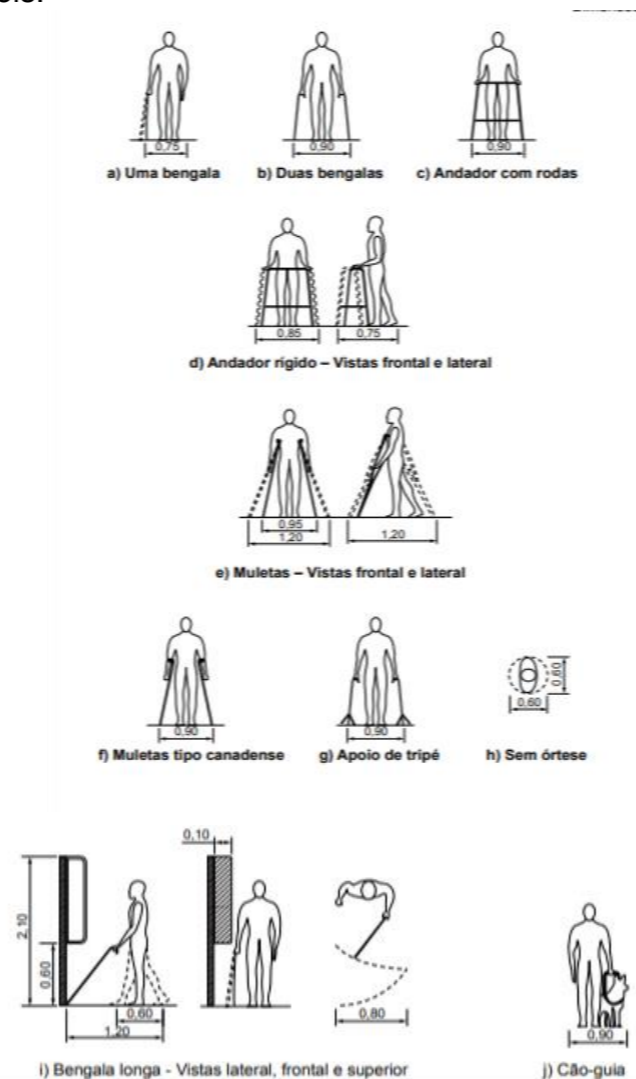 0,75
0,90
0,90
a) Uma bengala
b) Duas bengalas
c) Andador com rodas
0,85
0,75
d) Andador rígido – Vistas frontal e lateral
0,95
1,20
1,20
e) Muletas – Vistas frontal e lateral
0,90
0,90
0,60
0,60
f) Muletas tipo canadense
g) Apoio de tripé
h) Sem órtese
0,10
2,10
0,60
0,60
1,20
0,80
0,90
i) Bengala longa - Vistas lateral, frontal e superior
j) Cão-guia